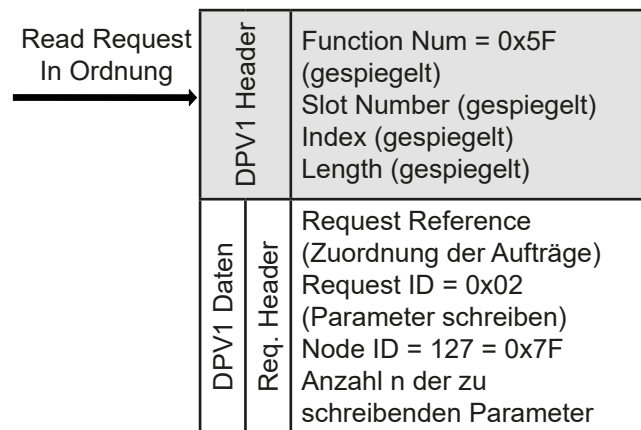 Read Request
In Ordnung
DPV1 Header
Function Num = 0x5F
(gespiegelt)
Slot Number (gespiegelt)
Index (gespiegelt)
Length (gespiegelt)
DPV1 Daten
Req. Header
Request Reference
(Zuordnung der Aufträge)
Request ID = 0x02
(Parameter schreiben)
Node ID = 127 = 0x7F
Anzahl n der zu
schreibenden Parameter